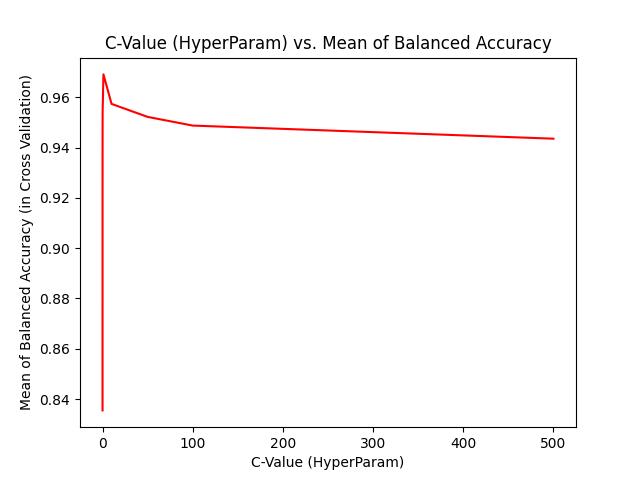 C-Value (HyperParam) vs. Mean of Balanced Accuracy
Mean of Balanced Accuracy (in Cross Validation)
0.96
0.94
0.92
0.90
0.88
0.86
0.84
0 100 200 300 400 500
C-Value (HyperParam)